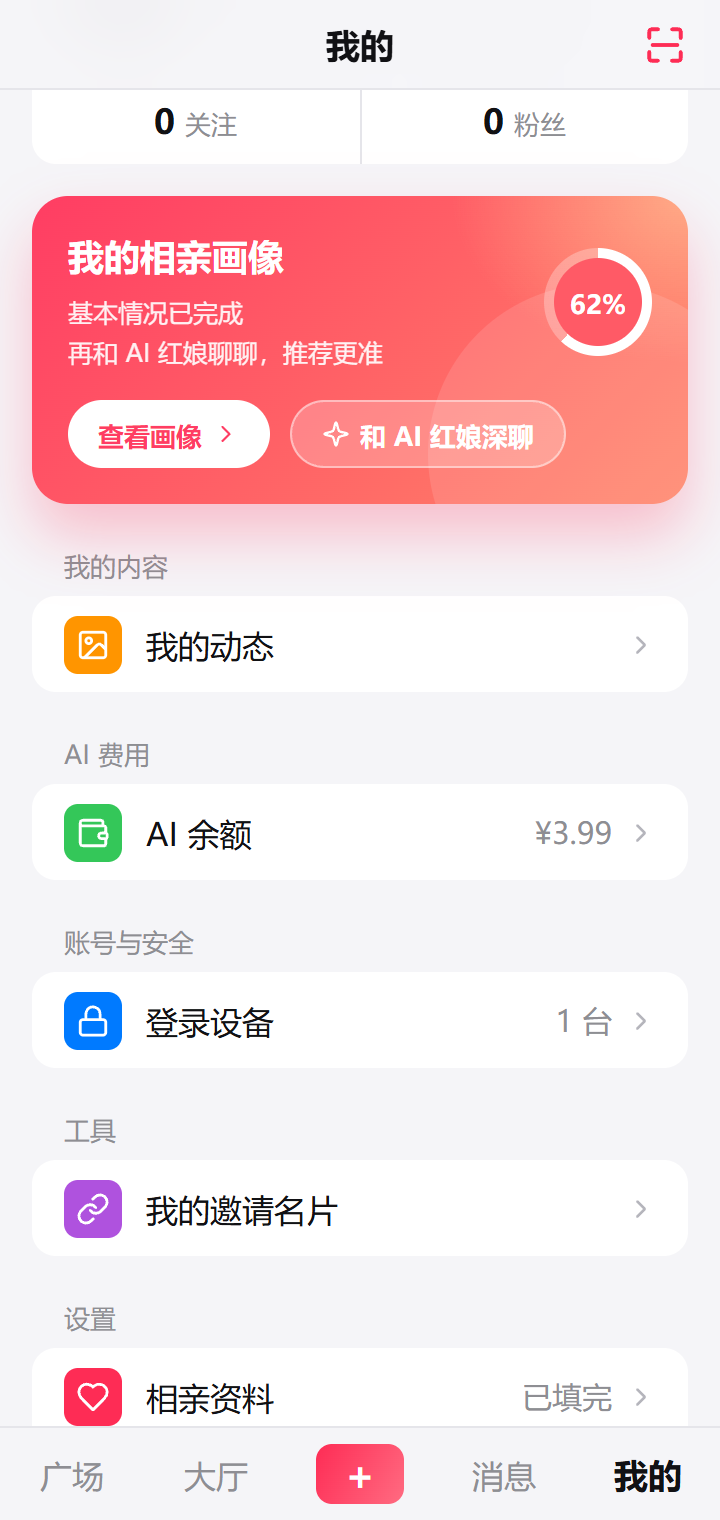 我的
0 关注
0 粉丝
我的相亲画像
基本情况已完成
再和 AI 红娘聊聊，推荐更准
62%
查看画像
和 AI 红娘深聊
我的内容
我的动态
AI 费用
AI 余额
¥3.99
账号与安全
登录设备
1 台
工具
我的邀请名片
设置
相亲资料
已填完
广场
大厅
+
消息
我的